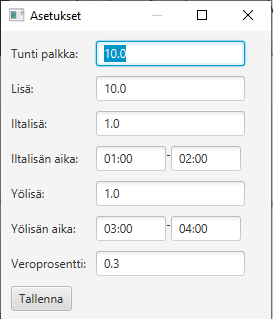 Asetukset
Tunti palkka: 10.0
Lisä: 10.0
Iltalisä: 1.0
Iltalisän aika: 01:00 - 02:00
Yölisä: 1.0
Yölisän aika: 03:00 - 04:00
Veroprosentti: 0.3
Tallenna